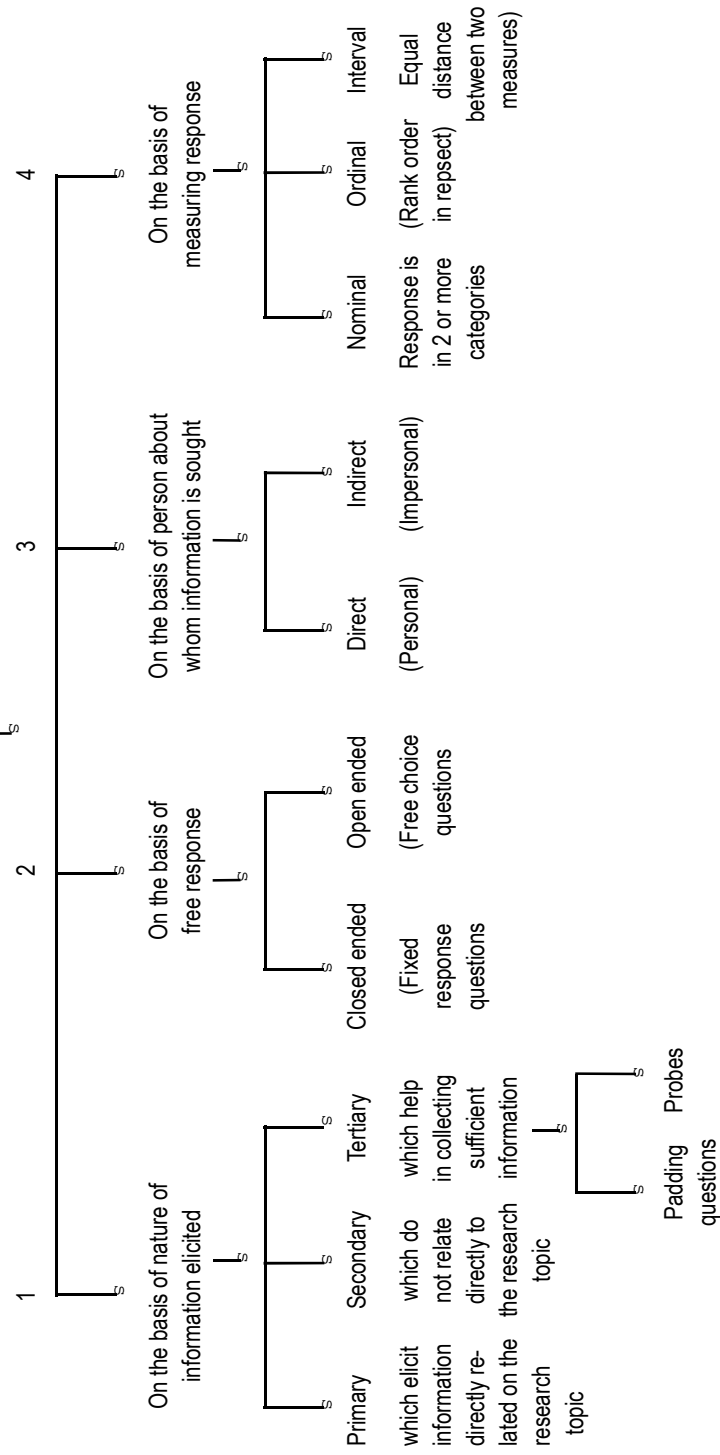 1
On the basis of nature of
information elicited
Primary
which elicit
information
directly re-
lated on the
research
topic
Secondary
which do
not relate
directly to
the research
topic
Tertiary
which help
in collecting
sufficient
information
Padding
questions
Probes
2
On the basis of
free response
Closed ended
(Fixed
response
questions
Open ended
(Free choice
questions
3
On the basis of person about
whom information is sought
Direct
(Personal)
Indirect
(Impersonal)
4
On the basis of
measuring response
Nominal
Response is
in 2 or more
categories
Ordinal
(Rank order
in repsect)
Interval
Equal
distance
between two
measures)